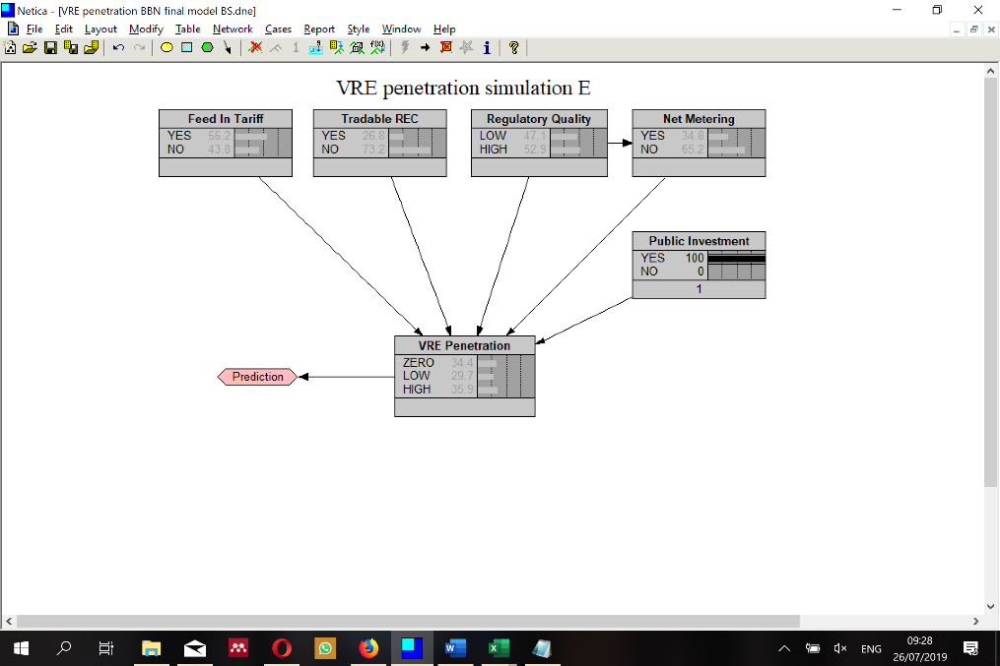 Netica - [VRE penetration BBN final model BS.dne]
File Edit Layout Modify Table Network Cases Report Style Window Help
VRE penetration simulation E
Feed In Tariff
YES 56.2
NO 43.8
Tradable REC
YES 26.8
NO 73.2
Regulatory Quality
LOW 47.1
HIGH 52.9
Net Metering
YES 34.8
NO 65.2
Public Investment
YES 100
NO 0
1
VRE Penetration
ZERO 34.4
LOW 29.7
HIGH 35.9
Prediction
ENG
09:28
26/07/2019